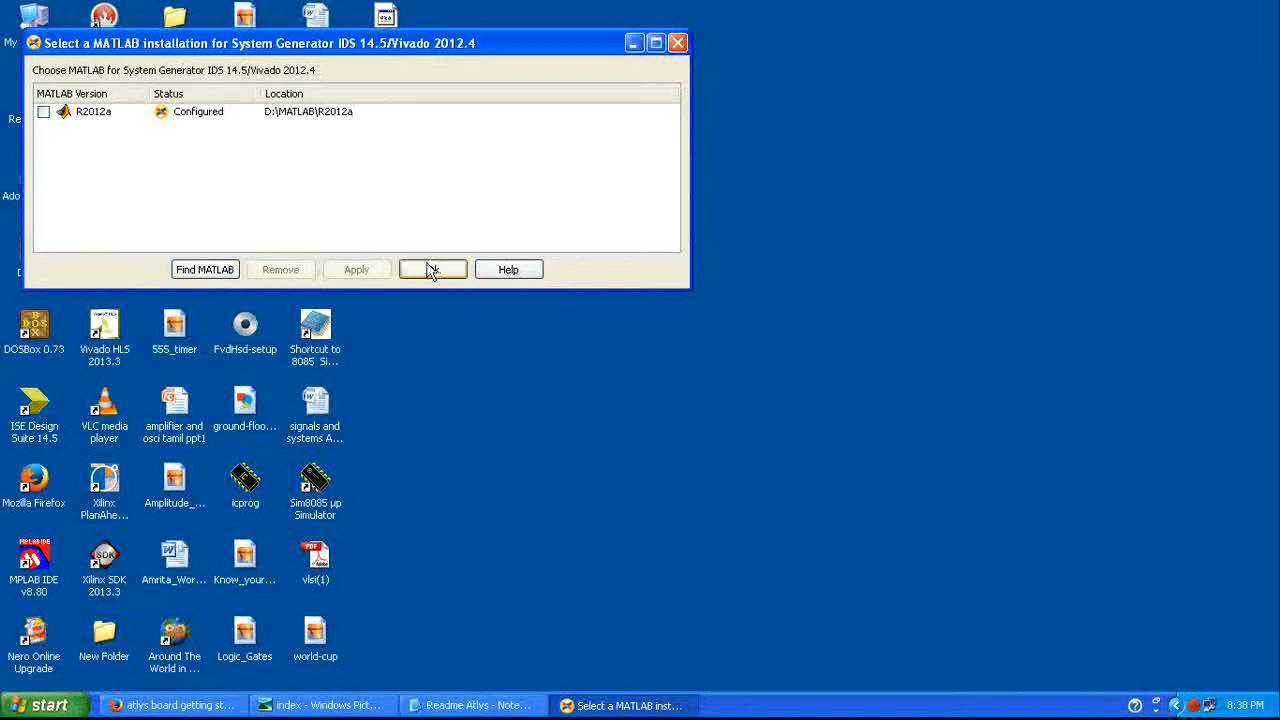 My
Select a MATLAB installation for System Generator IDS 14.5/Vivado 2012.4
Choose MATLAB for System Generator IDS 14.5/Vivado 2012.4
MATLAB Version Status Location
R2012a Configured D:\MATLAB\R2012a
Re
Ado
D
Find MATLAB Remove Apply Help
DOSBox 0.73
Vivado HLS
2013.3
555_timer
FvdHsd-setup
Shortcut to
8085 Si...
ISE Design
Suite 14.5
VLC media
player
amplifier and
osci tamil ppt1
ground-floo...
signals and
systems A...
Mozilla Firefox
Xilinx
PlanAhe...
Amplitude_...
icprog
Sim8085 µp
Simulator
MPLAB IDE
v8.80
Xilinx SDK
2013.3
Amrita_Wor...
Know_your...
vlsi(1)
Nero Online
Upgrade
New Folder
Around The
World in ...
Logic_Gates
world-cup
start atlys board getting st... index - Windows Pict... Readme Atlys - Note... Select a MATLAB inst... 8:38 PM